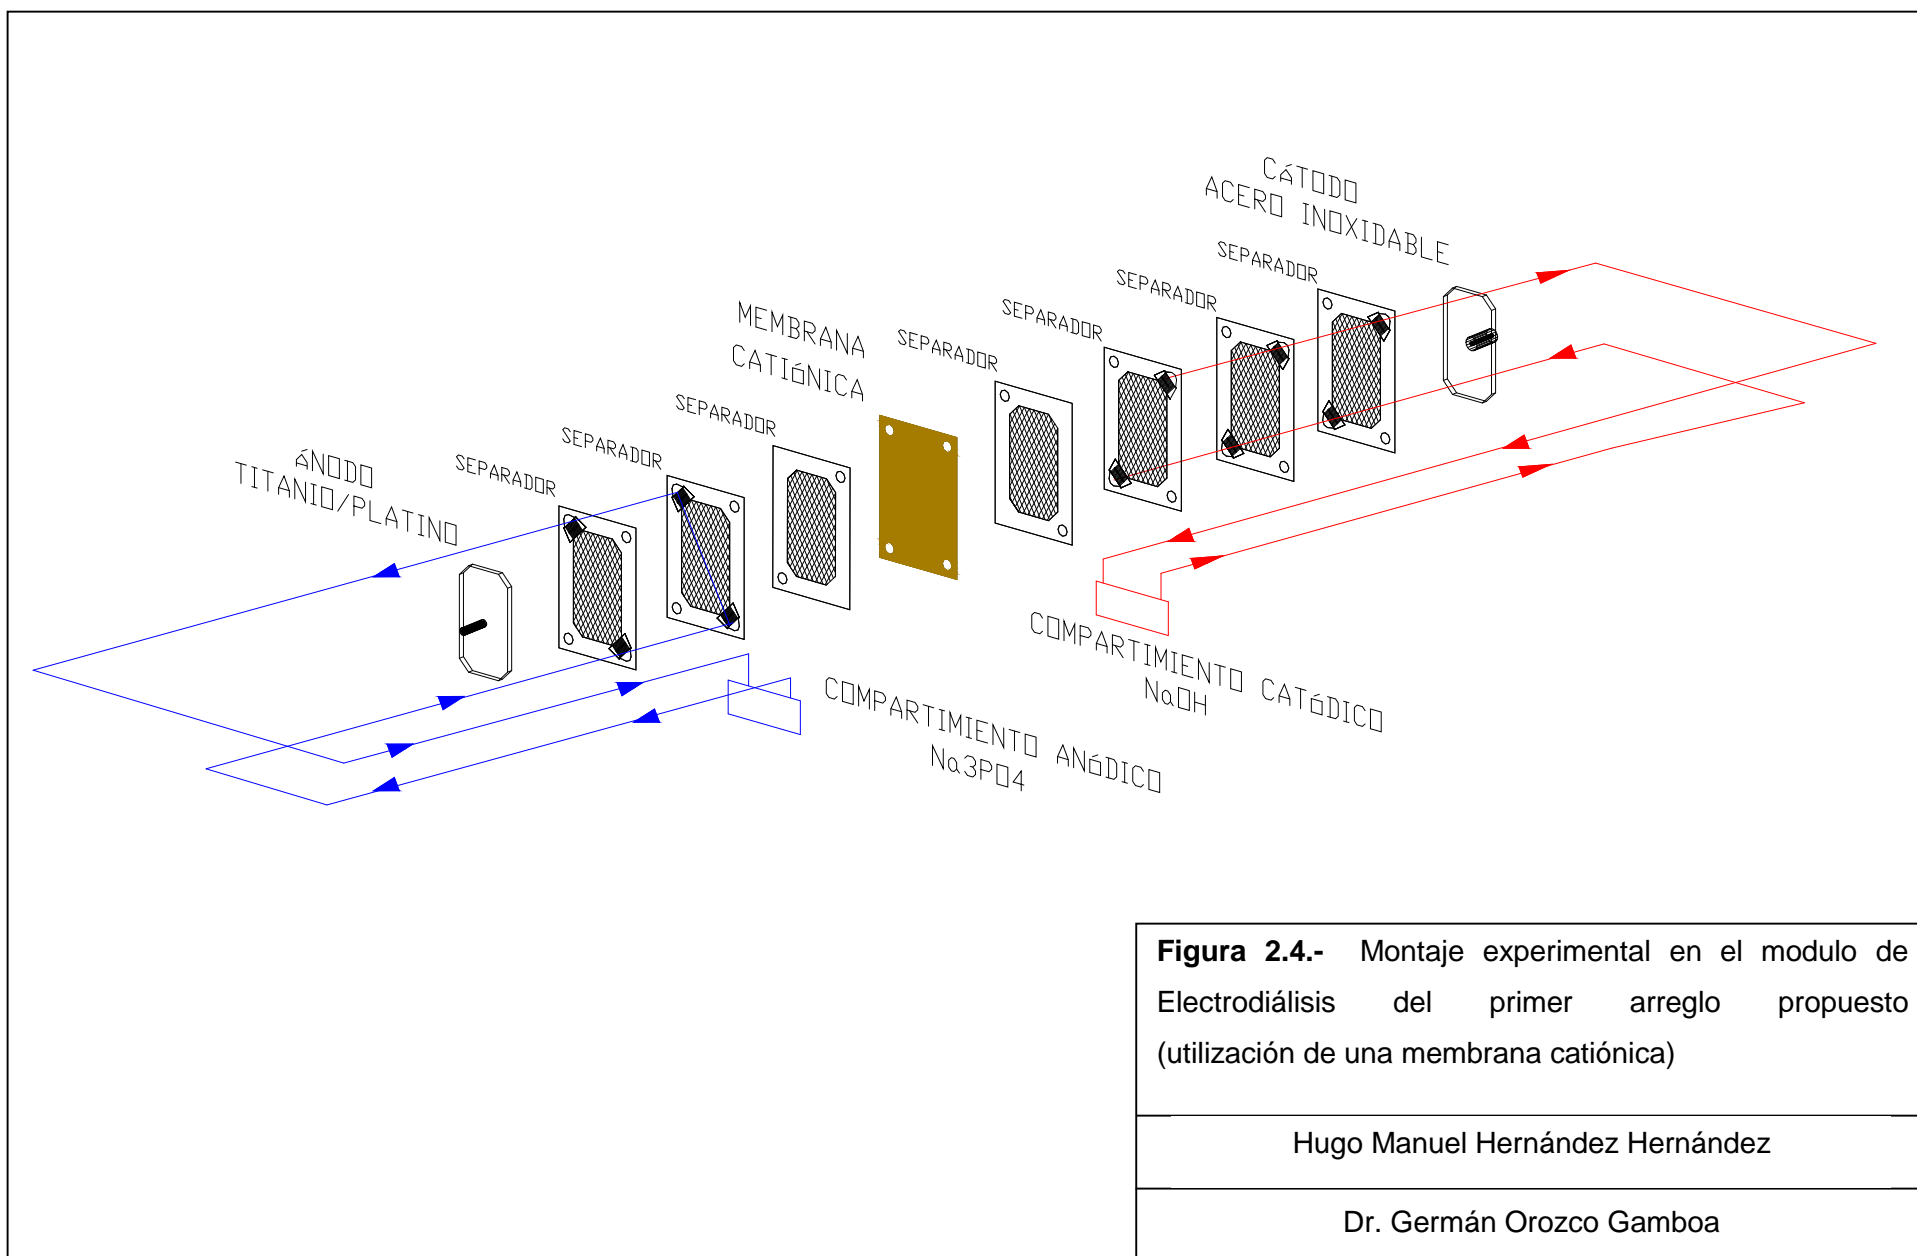 CÁTODO
ACERO INOXIDABLE
SEPARADOR
SEPARADOR
SEPARADOR
SEPARADOR
MEMBRANA
CATIÓNICA
SEPARADOR
SEPARADOR
SEPARADOR
ÁNODO
TITANIO/PLATINO
COMPARTIMIENTO CATÓDICO
NaOH
COMPARTIMIENTO ANÓDICO
Na3PO4
Figura 2.4.- Montaje experimental en el modulo de
Electrodiálisis del primer arreglo propuesto
(utilización de una membrana catiónica)
Hugo Manuel Hernández Hernández
Dr. Germán Orozco Gamboa